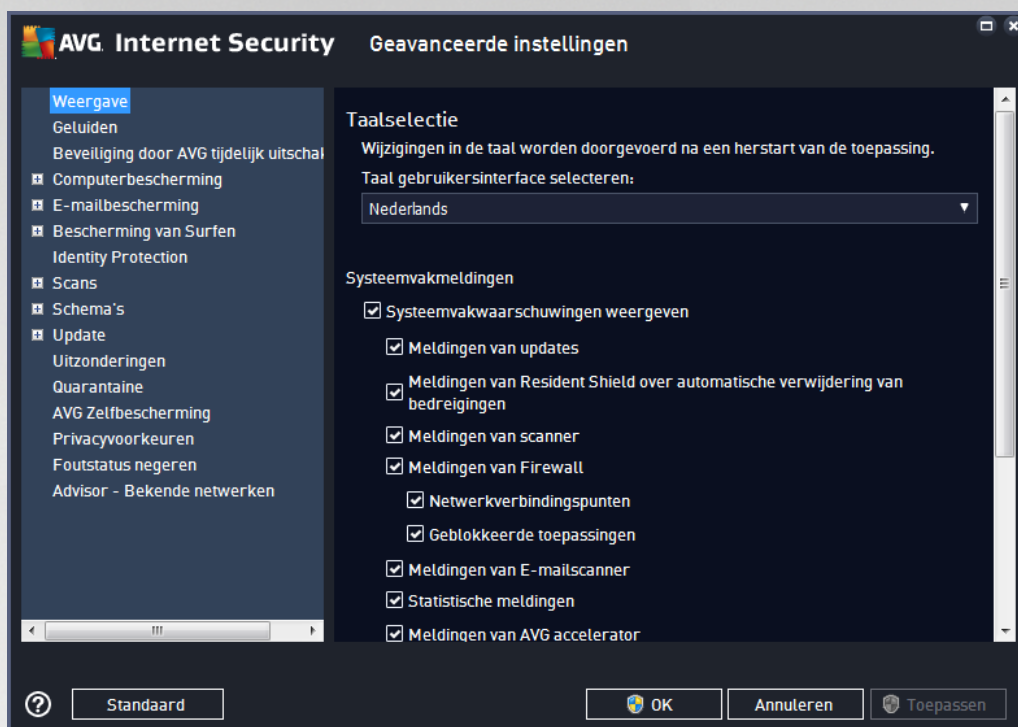 AVG. Internet Security
Geavanceerde instellingen
Weergave
Geluiden
Beveiliging door AVG tijdelijk uitschak
Computerbescherming
E-mailbescherming
Bescherming van Surfen
Identity Protection
Scans
Schema's
Update
Uitzonderingen
Quarantaine
AVG Zelfbescherming
Privacyvoorkeuren
Foutstatus negeren
Advisor - Bekende netwerken
Taalselectie
Wijzigingen in de taal worden doorgevoerd na een herstart van de toepassing.
Taal gebruikersinterface selecteren:
Nederlands
Systeemvakmeldingen
Systeemvakwaarschuwingen weergeven
Meldingen van updates
Meldingen van Resident Shield over automatische verwijdering van
bedreigingen
Meldingen van scanner
Meldingen van Firewall
Netwerkverbindingspunten
Geblokkeerde toepassingen
Meldingen van E-mailscanner
Statistische meldingen
Meldingen van AVG accelerator
Standaard
OK
Annuleren
Toepassen